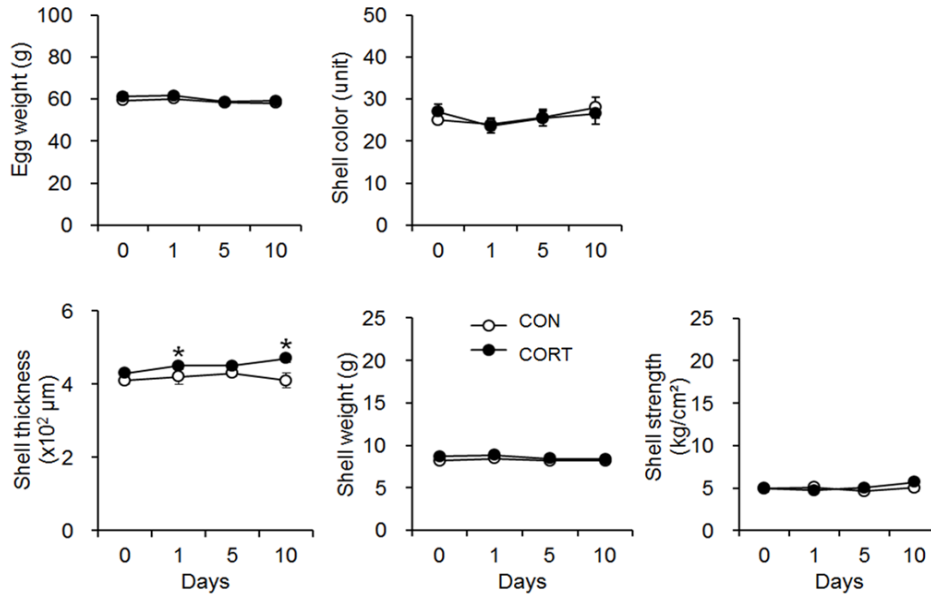 Egg weight (g)
100
80
60
40
20
0
0 1 5 10
Shell color (unit)
50
40
30
20
10
0
0 1 5 10
Shell thickness
(x10² μm)
6
4
2
0
* *
0 1 5 10
Days
Shell weight (g)
25
20
15
10
5
0
CON
CORT
0 1 5 10
Days
Shell strength
(kg/cm²)
25
20
15
10
5
0
0 1 5 10
Days